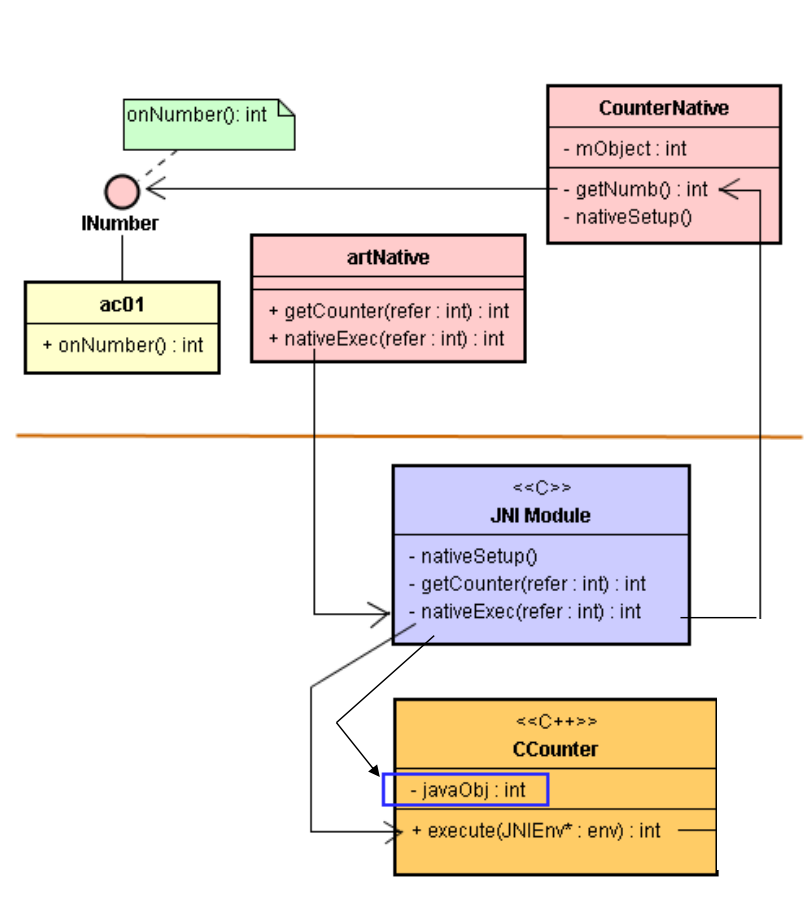 onNumber(): int
INumber
ac01
+ onNumber() : int
artNative
+ getCounter(refer : int) : int
+ nativeExec(refer : int) : int
CounterNative
- mObject : int
- getNumb() : int
- nativeSetup()
<<C>>
JNI Module
- nativeSetup()
- getCounter(refer : int) : int
- nativeExec(refer : int) : int
<<C++>>
CCounter
- javaObj : int
+ execute(JNIEnv* : env) : int